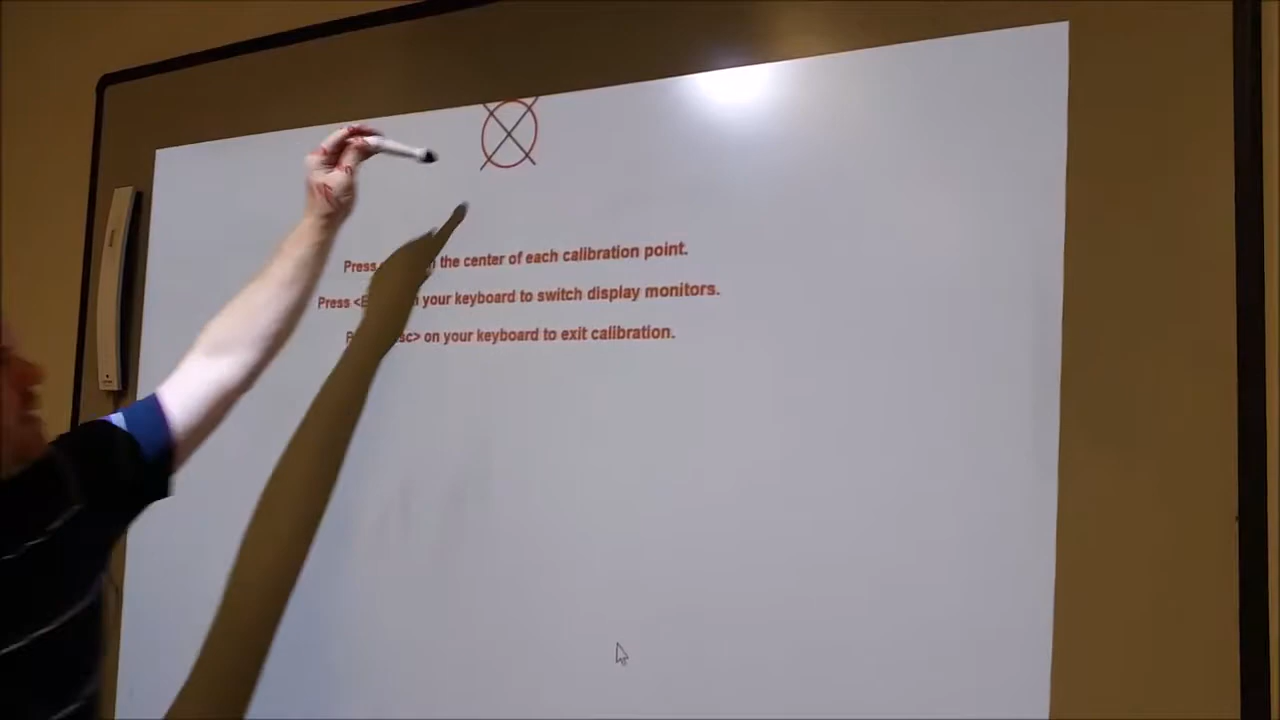 Press the center of each calibration point.
Press <E your keyboard to switch display monitors.
sc> on your keyboard to exit calibration.